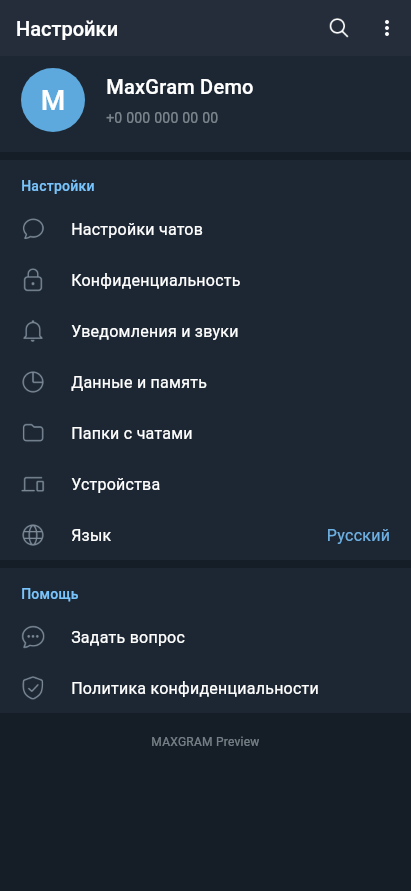 Настройки
M
MaxGram Demo
+0 000 000 00 00
Настройки
Настройки чатов
Конфиденциальность
Уведомления и звуки
Данные и память
Папки с чатами
Устройства
Язык Русский
Помощь
Задать вопрос
Политика конфиденциальности
MAXGRAM Preview